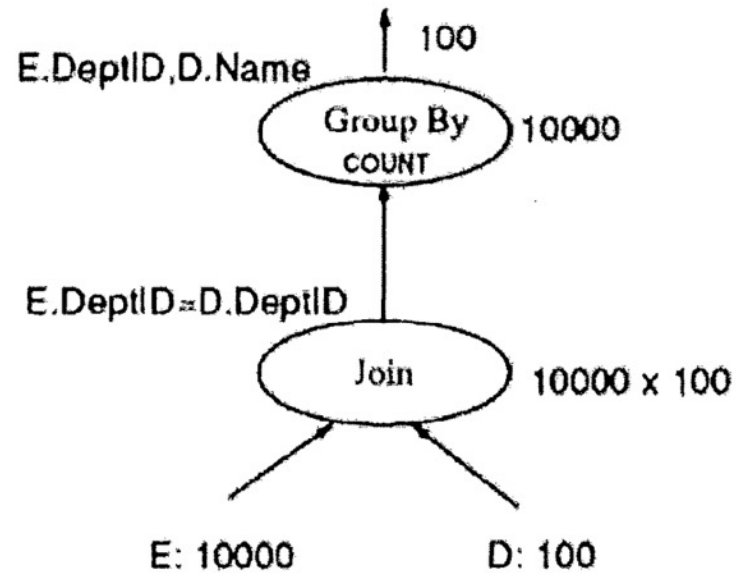 100
E.DeptID,D.Name
Group By
COUNT
10000
E.DeptID=D.DeptID
Join
10000 x 100
E: 10000
D: 100